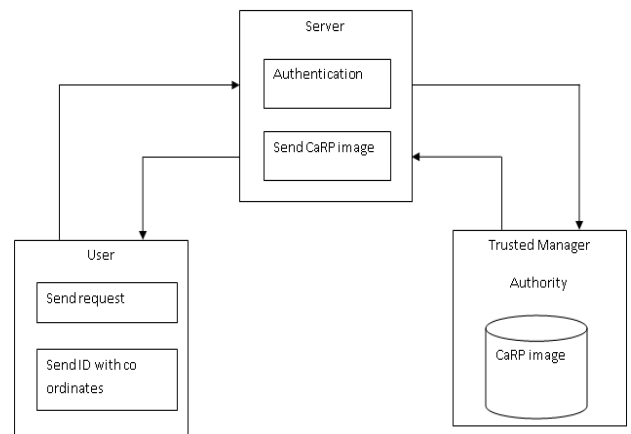 Server
Authentication
Send CaRP image
User
Send request
Send ID with co
ordinates
Trusted Manager
Authority
CaRP image